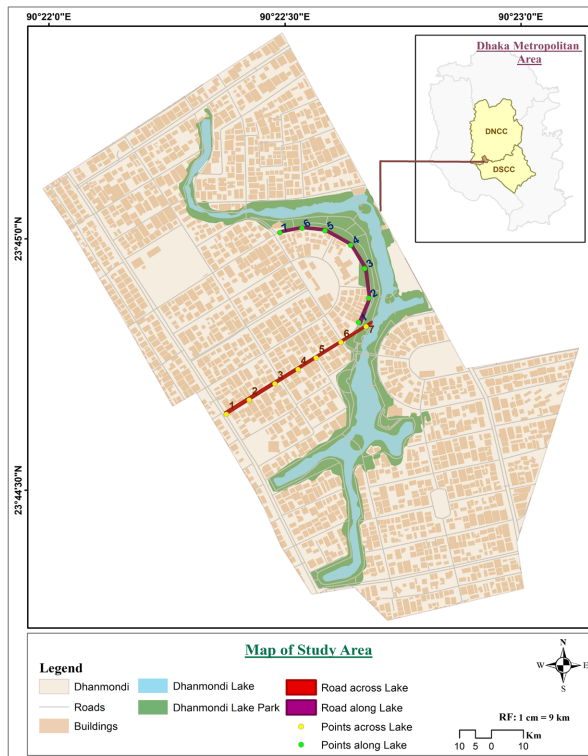 90°22'0"E
90°22'30"E
90°23'0"E
Dhaka Metropolitan
Area
DNCC
DSCC
23°45'0"N
23°44'30"N
7
6
5
4
3
2
1
1
2
3
4
5
6
7
Map of Study Area
Legend
Dhanmondi
Roads
Buildings
Dhanmondi Lake
Dhanmondi Lake Park
Road across Lake
Road along Lake
Points across Lake
Points along Lake
N
W
E
S
RF: 1 cm = 9 km
Km
10 5 0 10